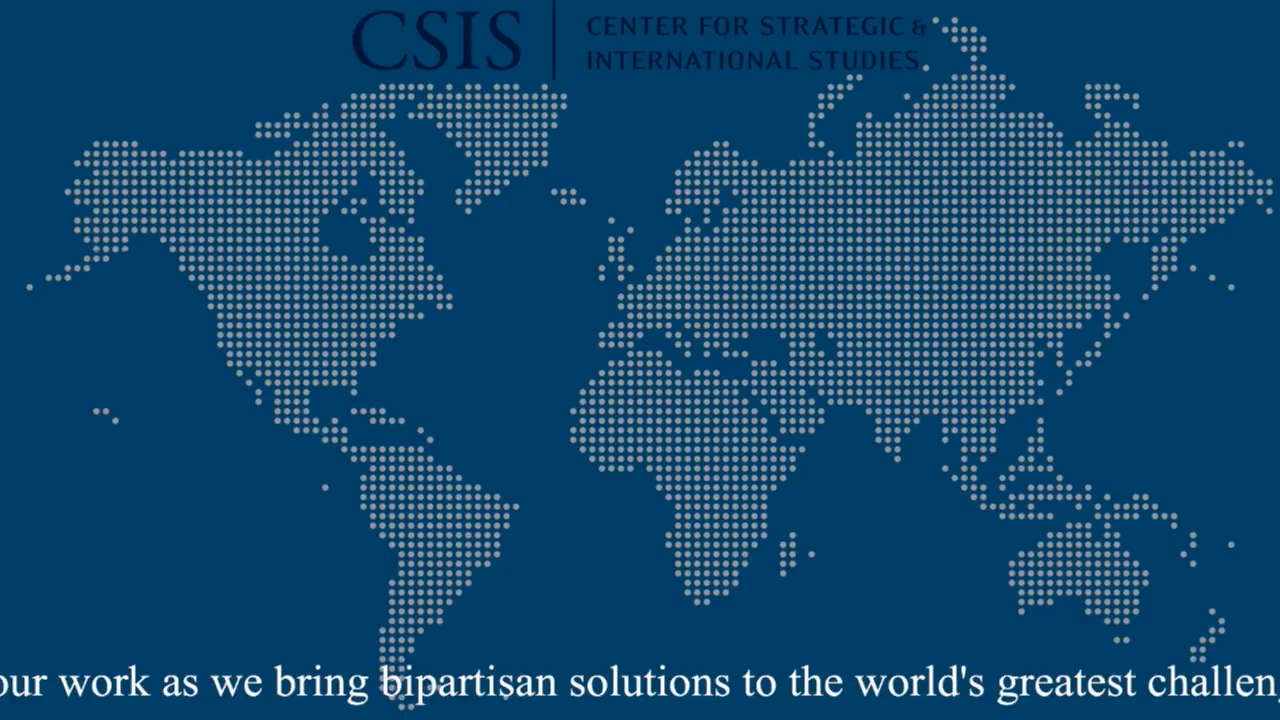 CSIS
CENTER FOR STRATEGIC &
INTERNATIONAL STUDIES
our work as we bring bipartisan solutions to the world's greatest challen